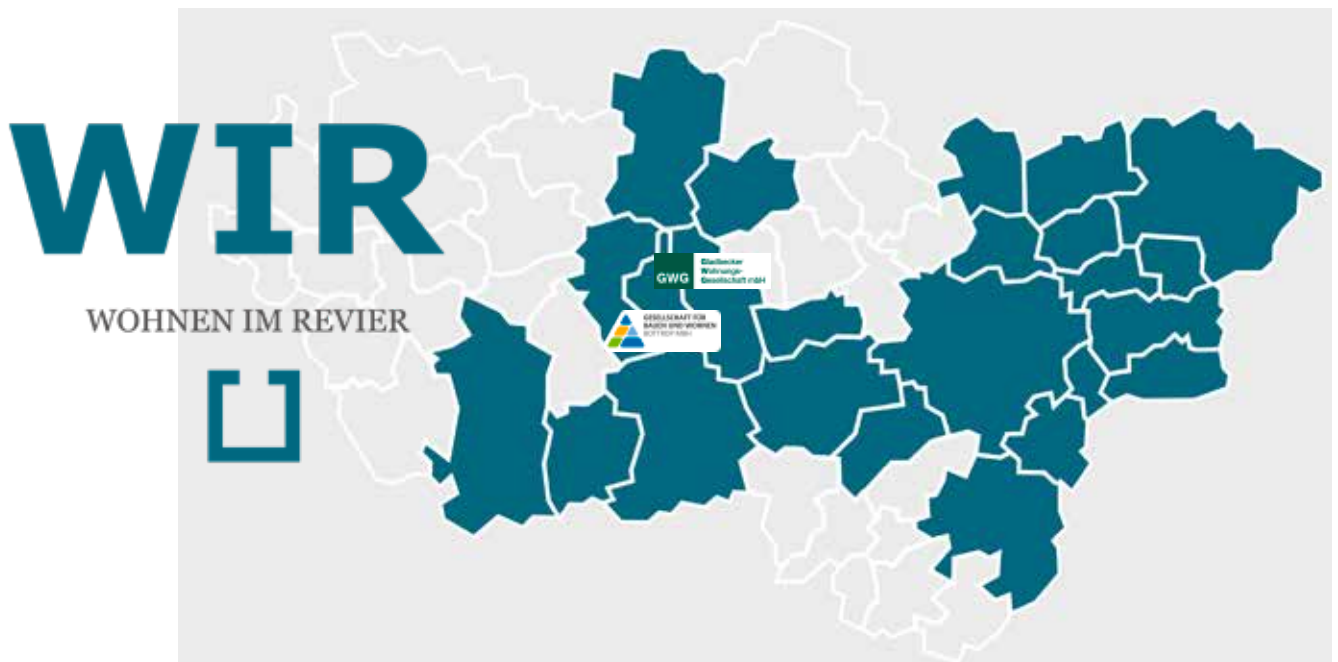 WIR
WOHNEN IM REVIER
GWG
Gladbecker
Wohnungs-
Gesellschaft mbH
GESELLSCHAFT FÜR
BAUEN UND WOHNEN
BOTTROP MBH